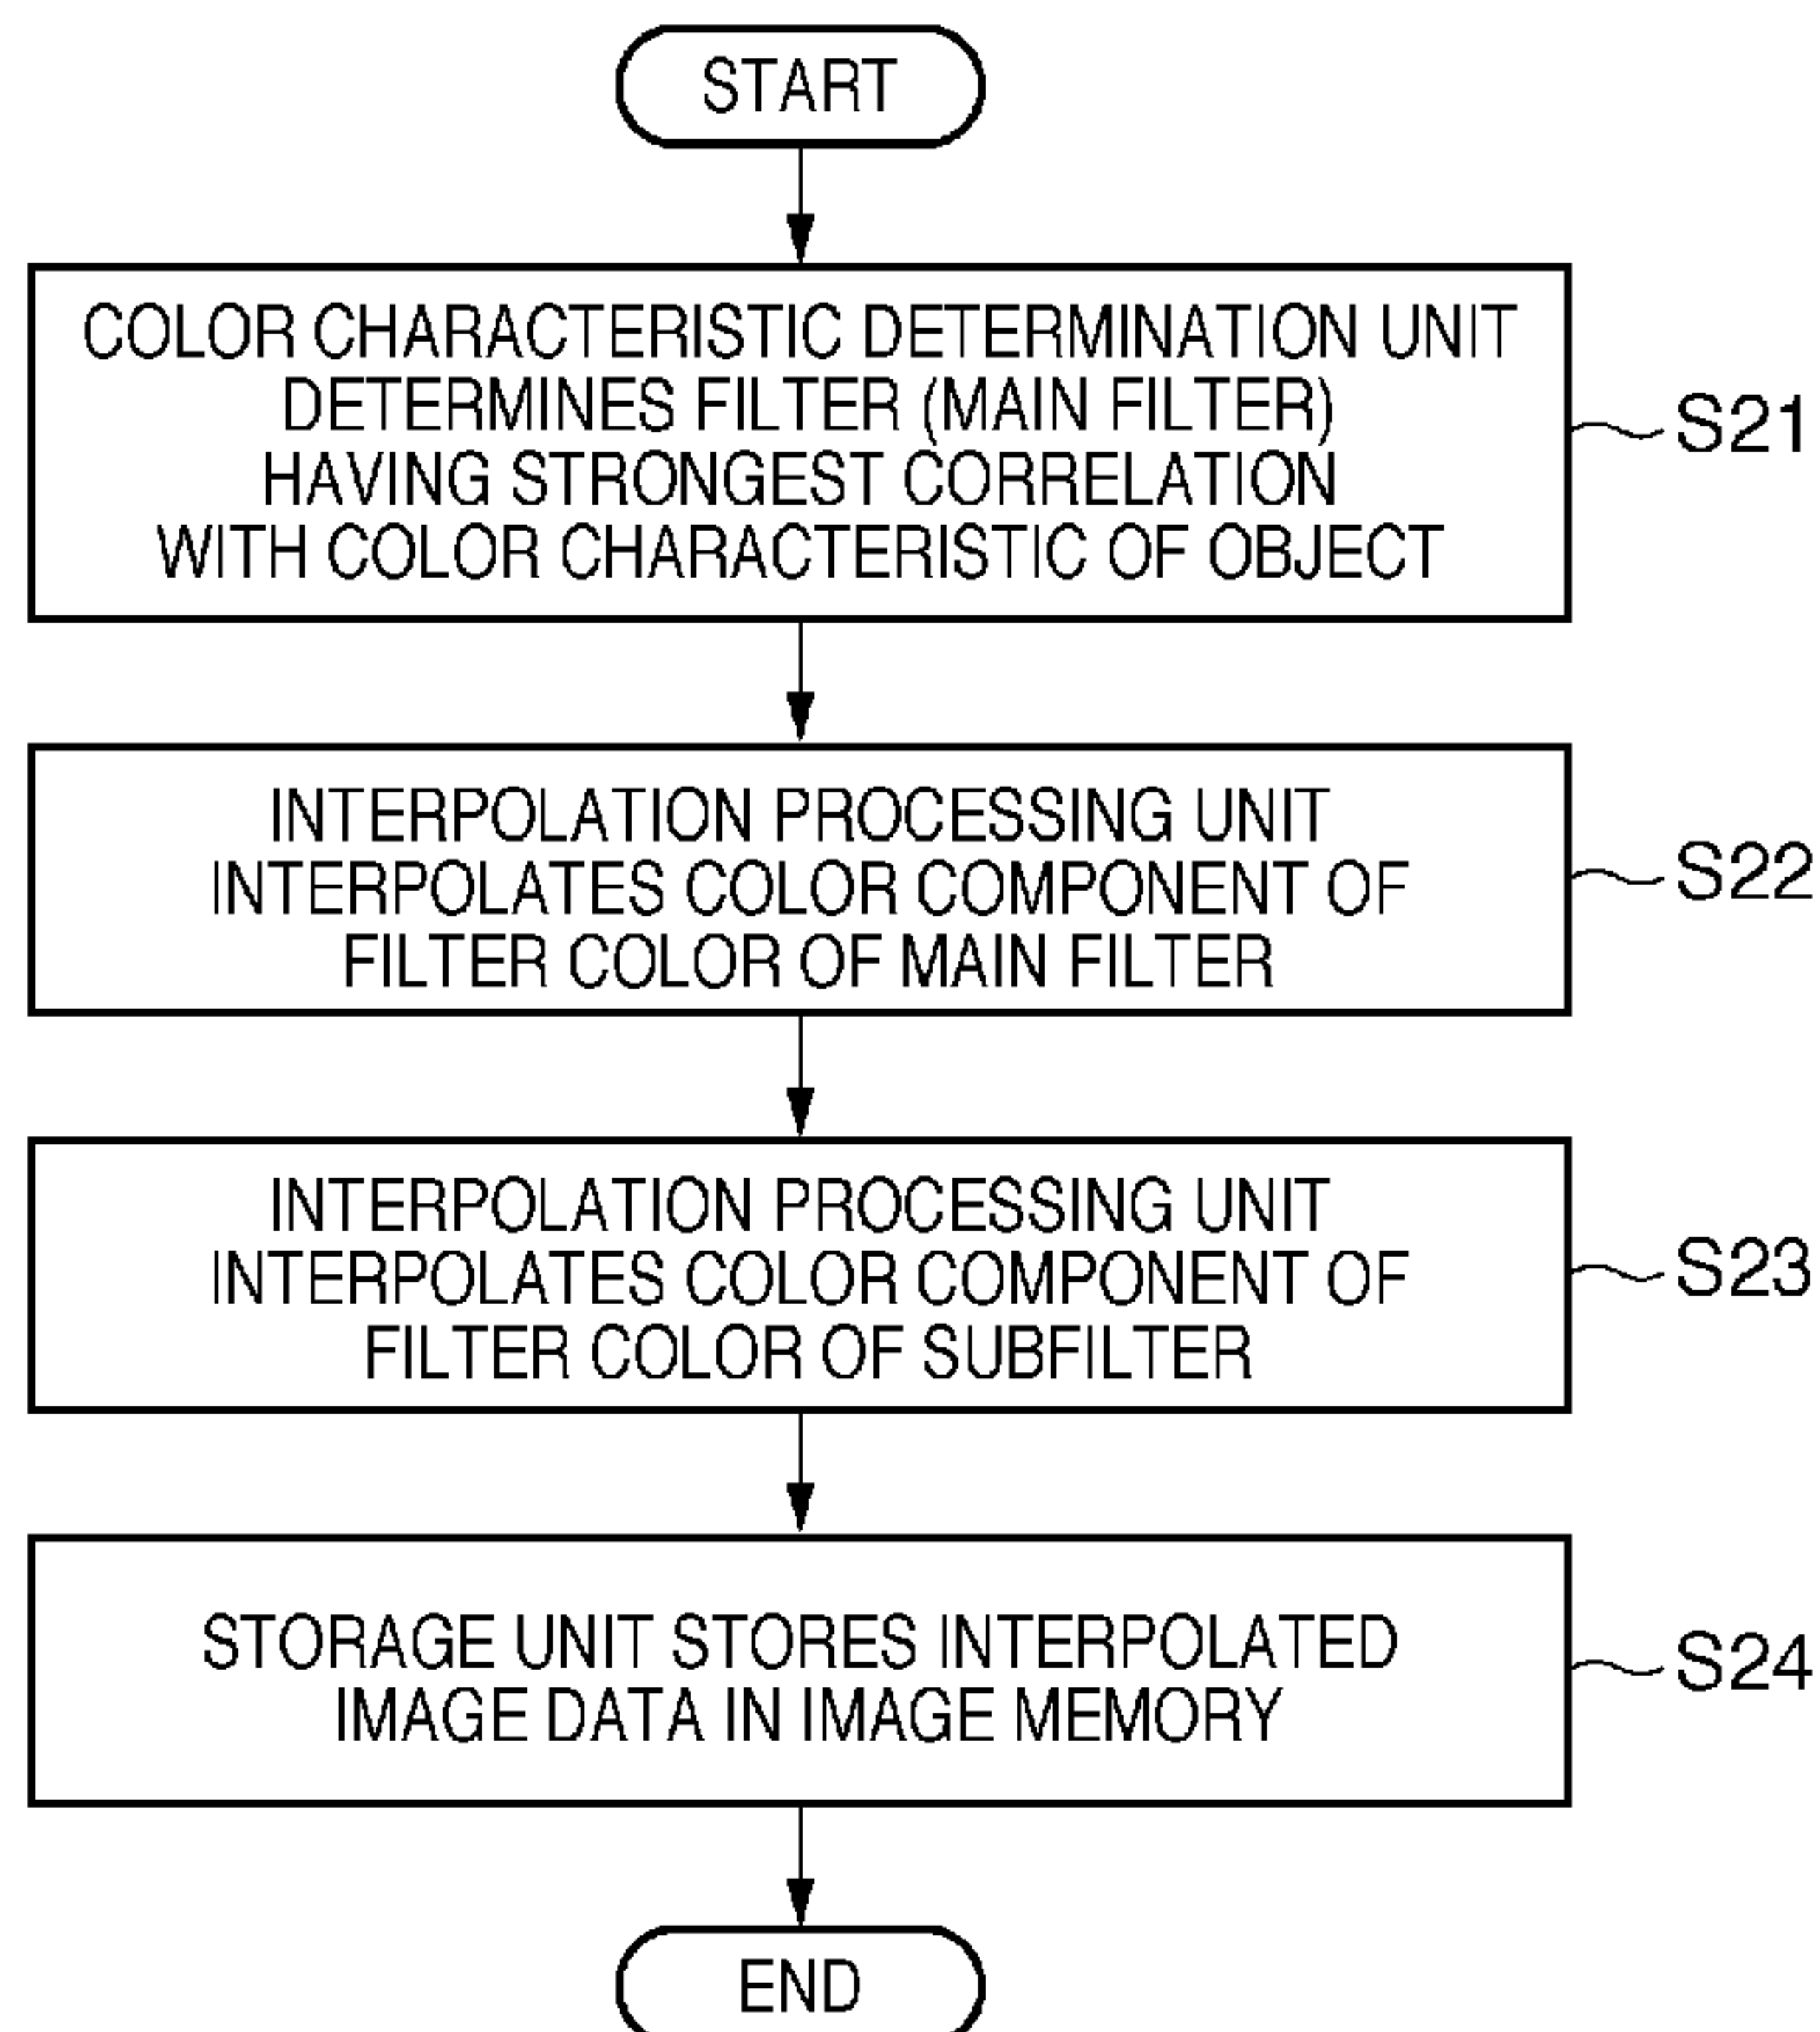 START
COLOR CHARACTERISTIC DETERMINATION UNIT
DETERMINES FILTER (MAIN FILTER)
HAVING STRONGEST CORRELATION
WITH COLOR CHARACTERISTIC OF OBJECT
S21
INTERPOLATION PROCESSING UNIT
INTERPOLATES COLOR COMPONENT OF
FILTER COLOR OF MAIN FILTER
S22
INTERPOLATION PROCESSING UNIT
INTERPOLATES COLOR COMPONENT OF
FILTER COLOR OF SUBFILTER
S23
STORAGE UNIT STORES INTERPOLATED
IMAGE DATA IN IMAGE MEMORY
S24
END